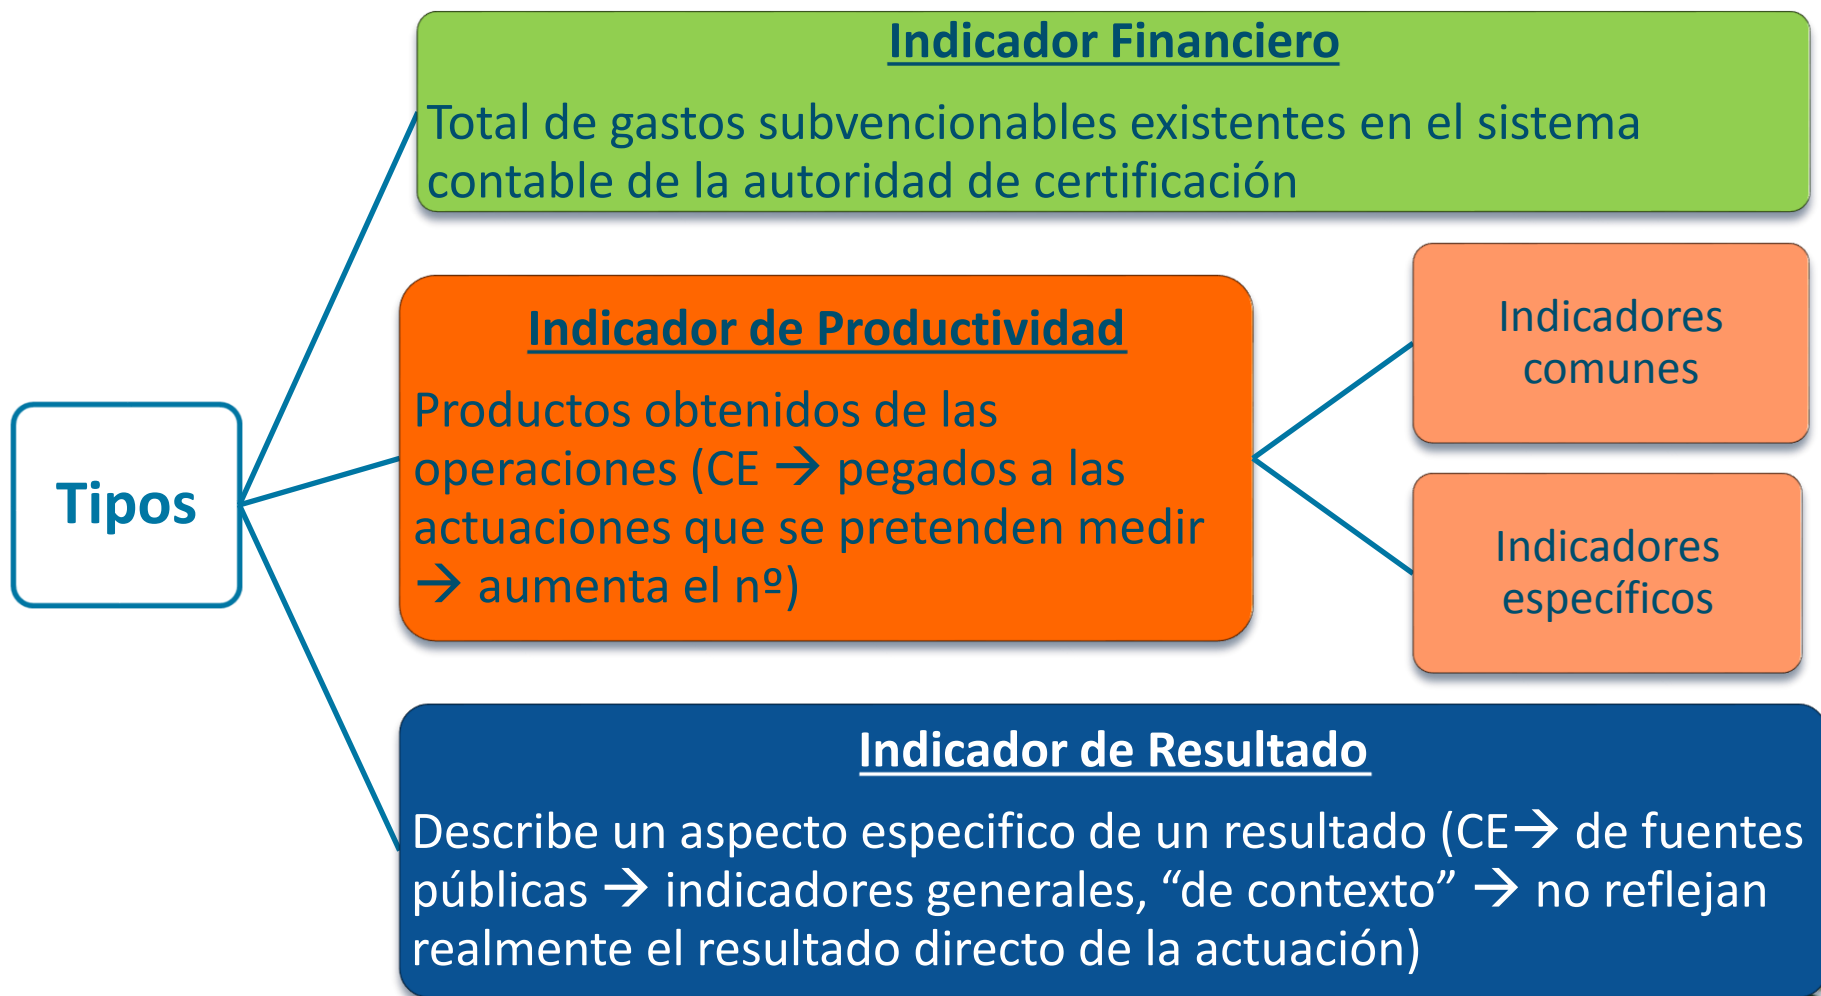 Indicador Financiero
Total de gastos subvencionables existentes en el sistema
contable de la autoridad de certificación
Tipos
Indicador de Productividad
Productos obtenidos de las
operaciones (CE → pegados a las
actuaciones que se pretenden medir
→ aumenta el nº)
Indicadores
comunes
Indicadores
específicos
Indicador de Resultado
Describe un aspecto especifico de un resultado (CE→ de fuentes
públicas → indicadores generales, “de contexto” → no reflejan
realmente el resultado directo de la actuación)